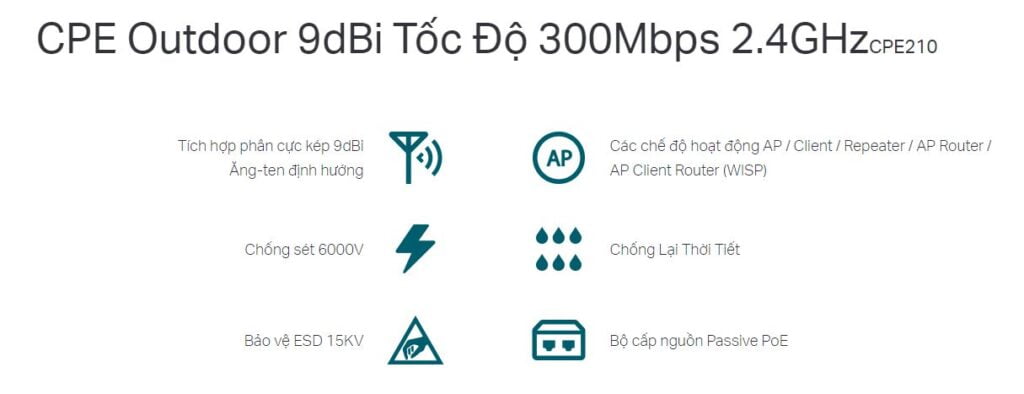 CPE Outdoor 9dBi Tốc Độ 300Mbps 2.4GHzCPE210
Tích hợp phân cực kép 9dBI
Ăng-ten định hướng
AP
Các chế độ hoạt động AP / Client / Repeater / AP Router /
AP Client Router (WISP)
Chống sét 6000V
Chống Lại Thời Tiết
Bảo vệ ESD 15KV
Bộ cấp nguồn Passive PoE